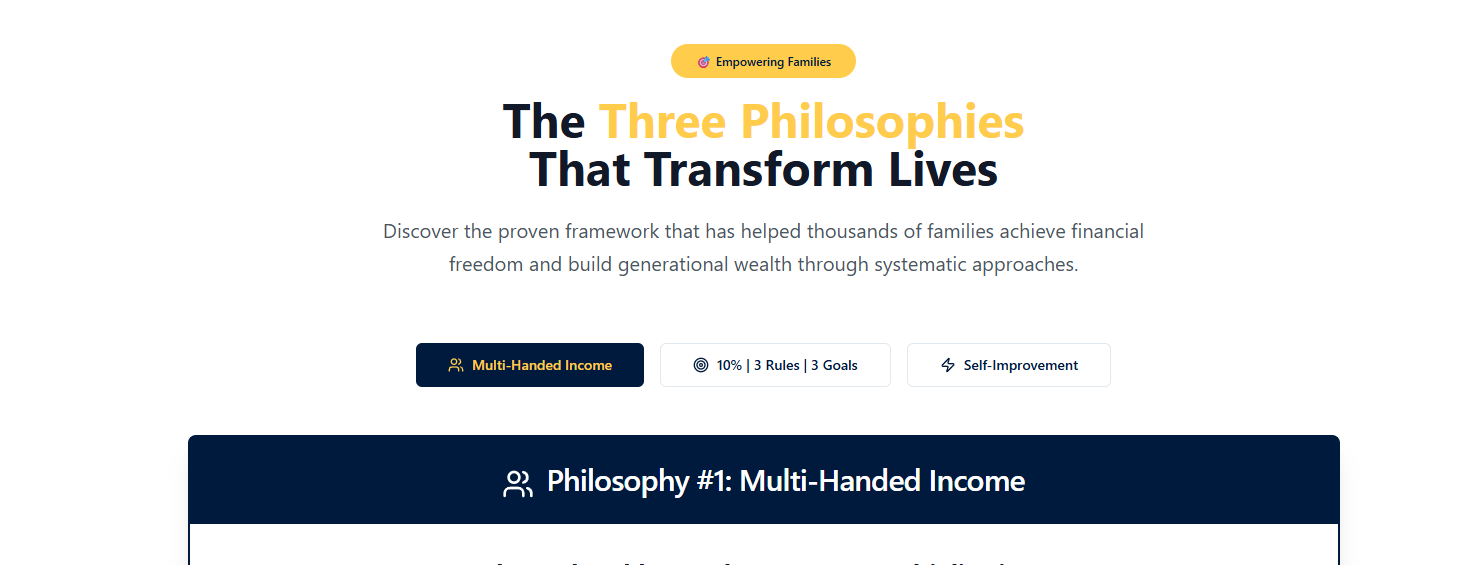 Empowering Families
The Three Philosophies
That Transform Lives
Discover the proven framework that has helped thousands of families achieve financial
freedom and build generational wealth through systematic approaches.
Multi-Handed Income
10% | 3 Rules | 3 Goals
Self-Improvement
Philosophy #1: Multi-Handed Income